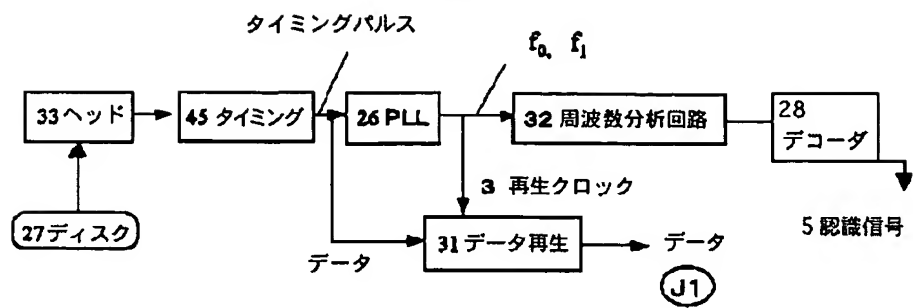 タイミングパルス
f₀、f₁
33ヘッド
45 タイミング
26 PLL
32 周波数分析回路
28
デコーダ
3 再生クロック
5 認識信号
27ディスク
データ
31データ再生
データ
J1